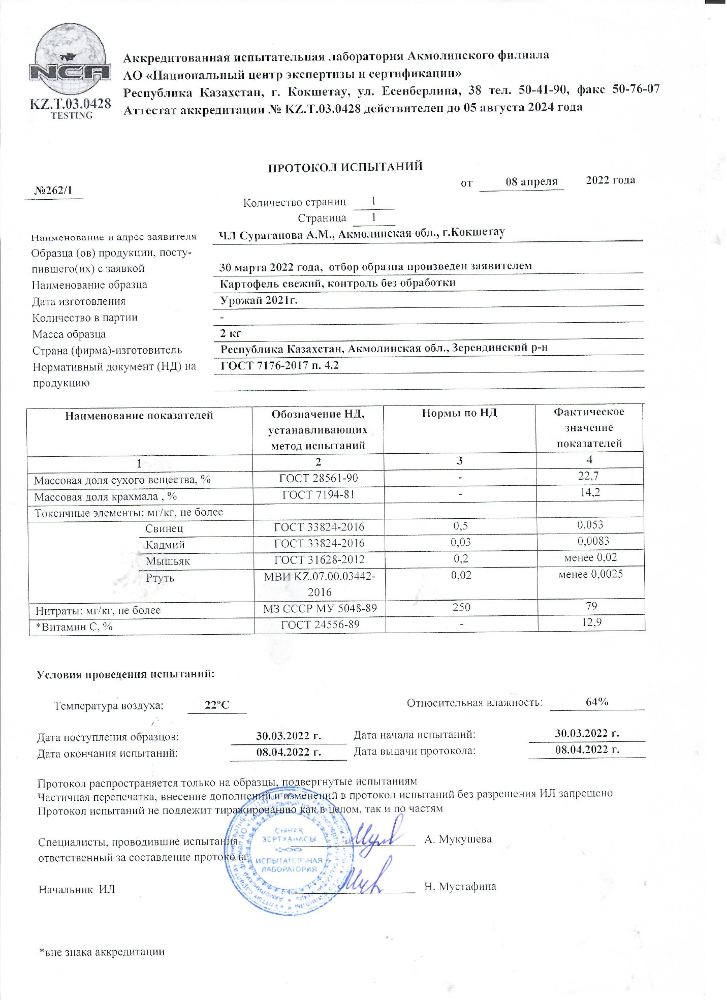 Аккредитованная испытательная лаборатория Акмолинского филиала
NCA
АО «Национальный центр экспертизы и сертификации»
Республика Казахстан, г. Кокшетау, ул. Есенберлина, 38 тел. 50-41-90, факс 50-76-07
KZ.T.03.0428
Аттестат аккредитации № KZ.T.03.0428 действителен до 05 августа 2024 года
TESTING
ПРОТОКОЛ ИСПЫТАНИЙ
№262/1 от 08 апреля 2022 года
Количество страниц 1
Страница 1
Наименование и адрес заявителя ЧЛ Сураганова А.М., Акмолинская обл., г.Кокшетау
Образца (ов) продукции, посту-
пившего(их) с заявкой 30 марта 2022 года, отбор образца произведен заявителем
Наименование образца Картофель свежий, контроль без обработки
Дата изготовления Урожай 2021г.
Количество в партии -
Масса образца 2 кг
Страна (фирма)-изготовитель Республика Казахстан, Акмолинская обл., Зерендинский р-н
Нормативный документ (НД) на ГОСТ 7176-2017 п. 4.2
продукцию
Наименование показателей Обозначение НД, Нормы по НД Фактическое
устанавливающих значение
метод испытаний показателей
1 2 3 4
Массовая доля сухого вещества, % ГОСТ 28561-90 - 22,7
Массовая доля крахмала , % ГОСТ 7194-81 - 14,2
Токсичные элементы: мг/кг, не более
Свинец ГОСТ 33824-2016 0,5 0,053
Кадмий ГОСТ 33824-2016 0,03 0,0083
Мышьяк ГОСТ 31628-2012 0,2 менее 0,02
Ртуть МВИ KZ.07.00.03442- 0,02 менее 0,0025
2016
Нитраты: мг/кг, не более МЗ СССР МУ 5048-89 250 79
*Витамин С, % ГОСТ 24556-89 - 12,9
Условия проведения испытаний:
Температура воздуха: 22ºС Относительная влажность: 64%
Дата поступления образцов: 30.03.2022 г. Дата начала испытаний: 30.03.2022 г.
Дата окончания испытаний: 08.04.2022 г. Дата выдачи протокола: 08.04.2022 г.
Протокол распространяется только на образцы, подвергнутые испытаниям
Частичная перепечатка, внесение дополнений и изменений в протокол испытаний без разрешения ИЛ запрещено
Протокол испытаний не подлежит тиражированию как в целом, так и по частям
СЫНАҚ
ЗЕРТХАНАСЫ
ИСПЫТАТЕЛЬНАЯ
ЛАБОРАТОРИЯ
Специалисты, проводившие испытания А. Мукушева
ответственный за составление протокола
Начальник ИЛ Н. Мустафина
*вне знака аккредитации